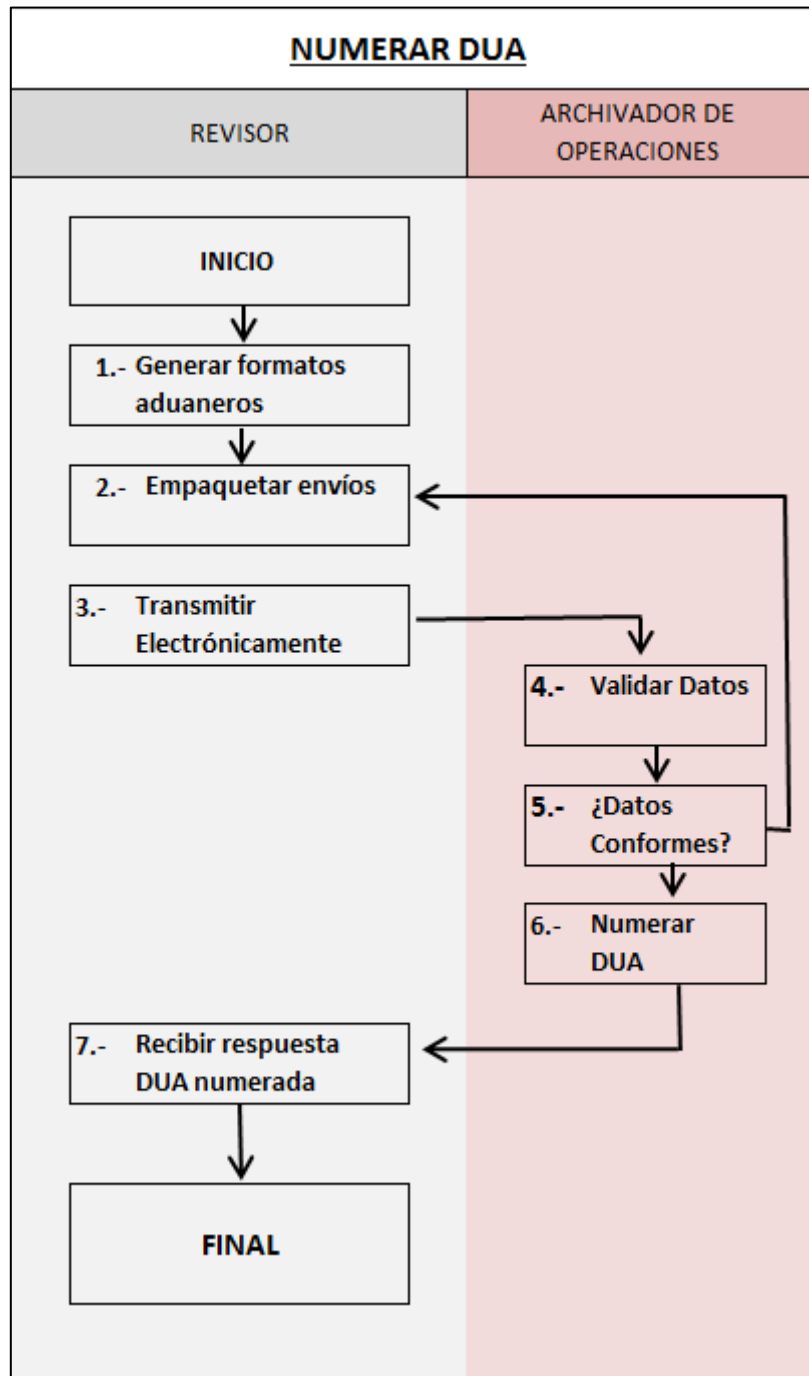 NUMERAR DUA
REVISOR
ARCHIVADOR DE
OPERACIONES
INICIO
1.- Generar formatos
aduaneros
2.- Empaquetar envíos
3.- Transmitir
Electrónicamente
4.- Validar Datos
5.- ¿Datos
Conformes?
6.- Numerar
DUA
7.- Recibir respuesta
DUA numerada
FINAL